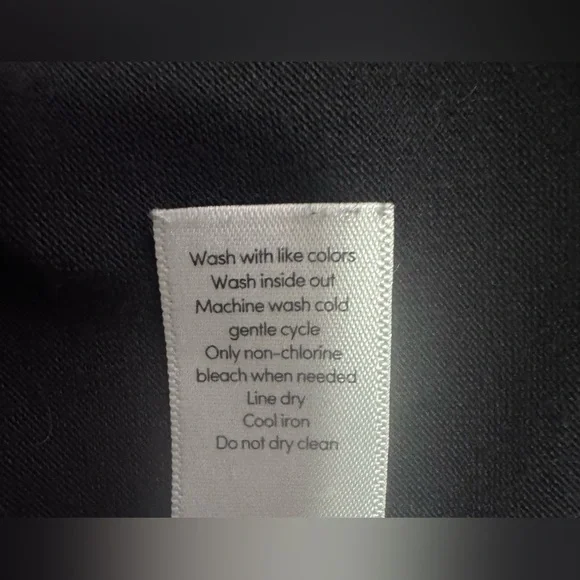 Wash with like colors
Wash inside out
Machine wash cold
gentle cycle
Only non-chlorine
bleach when needed
Line dry
Cool iron
Do not dry clean